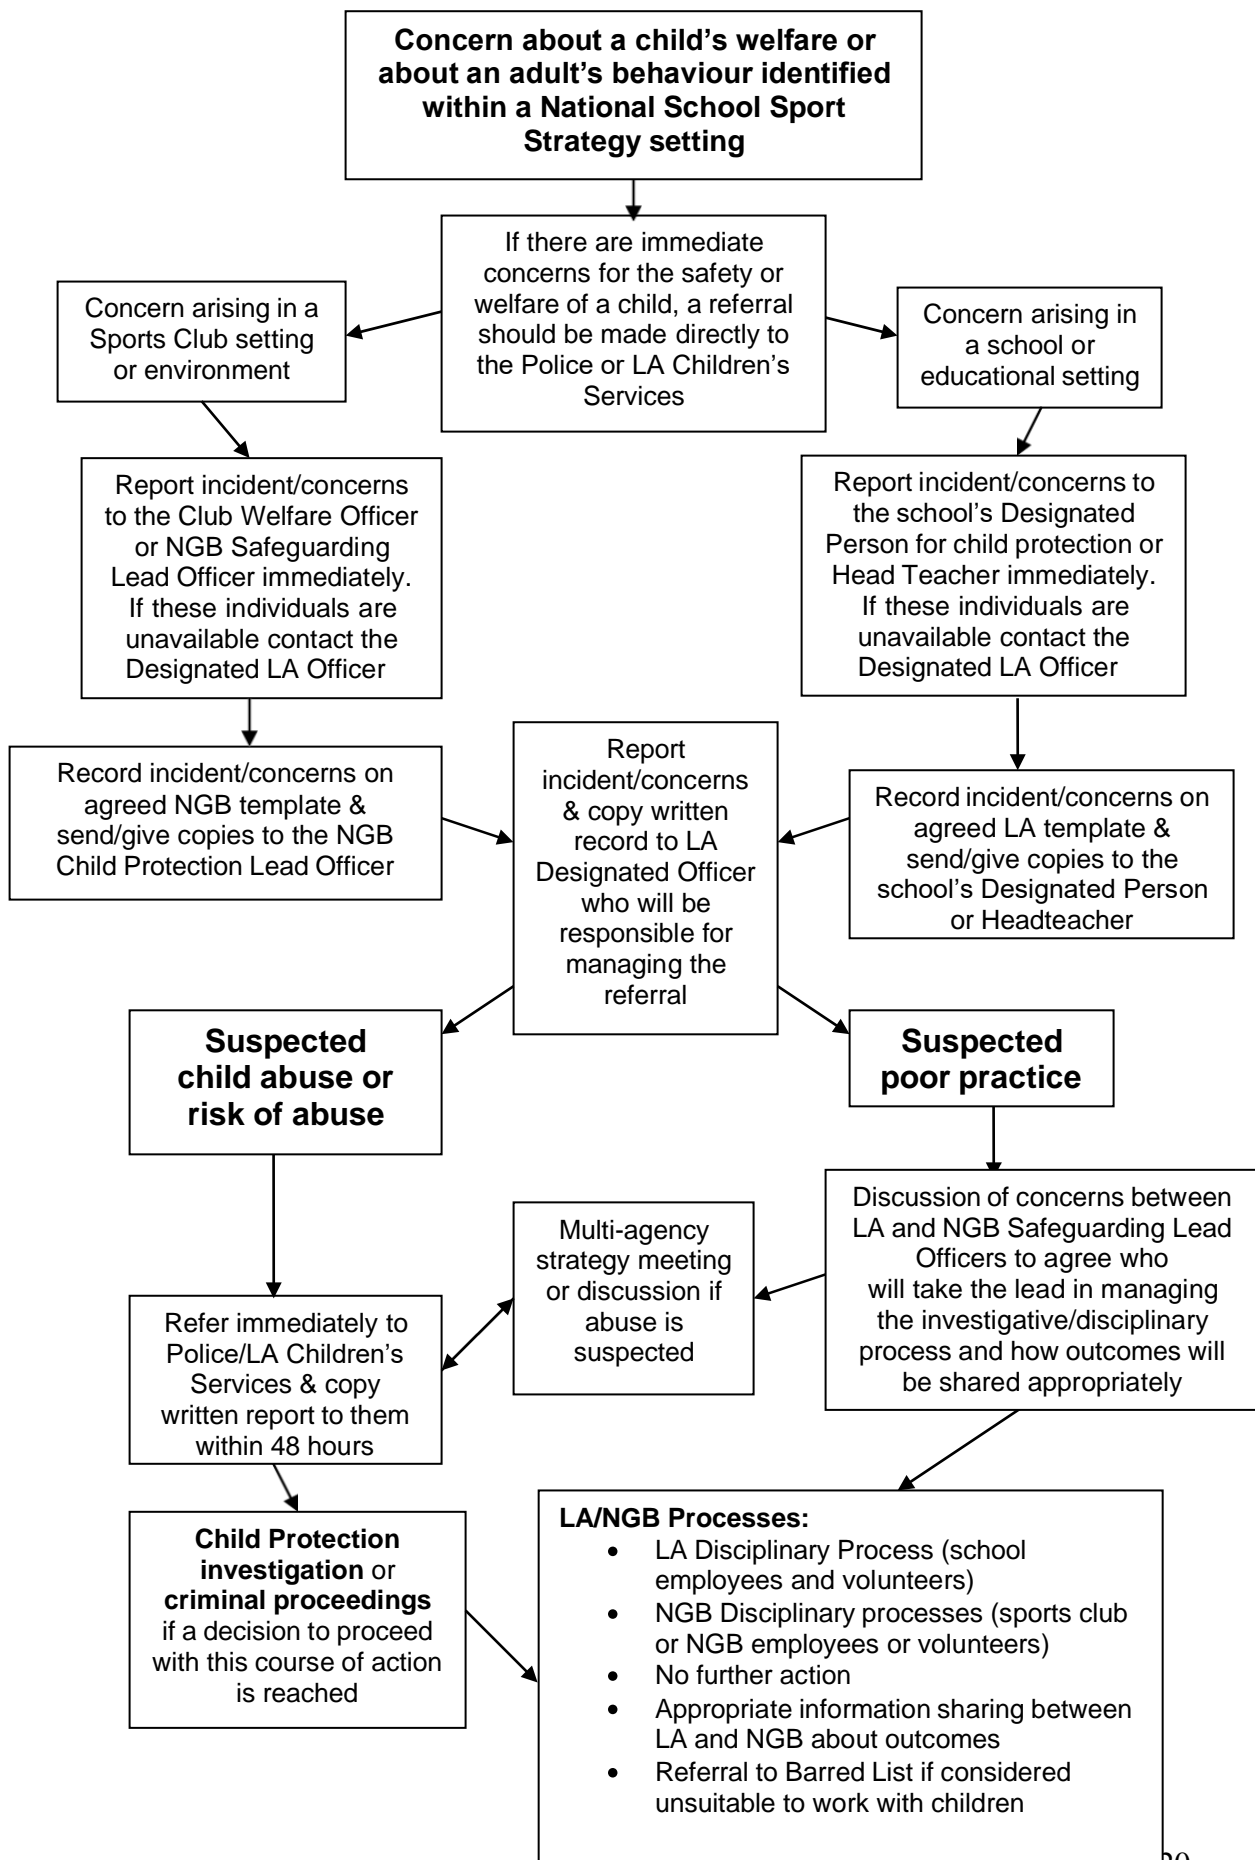 Concern about a child's welfare or
about an adult's behaviour identified
within a National School Sport
Strategy setting
If there are immediate
concerns for the safety or
welfare of a child, a referral
should be made directly to
the Police or LA Children's
Services
Concern arising in a
Sports Club setting
or environment
Concern arising in
a school or
educational setting
Report incident/concerns
to the Club Welfare Officer
or NGB Safeguarding
Lead Officer immediately.
If these individuals are
unavailable contact the
Designated LA Officer
Report incident/concerns to
the school's Designated
Person for child protection or
Head Teacher immediately.
If these individuals are
unavailable contact the
Designated LA Officer
Record incident/concerns on
agreed NGB template &
send/give copies to the NGB
Child Protection Lead Officer
Report
incident/concerns
& copy written
record to LA
Designated Officer
who will be
responsible for
managing the
referral
Record incident/concerns on
agreed LA template &
send/give copies to the
school's Designated Person
or Headteacher
Suspected
child abuse or
risk of abuse
Suspected
poor practice
Multi-agency
strategy meeting
or discussion if
abuse is
suspected
Discussion of concerns between
LA and NGB Safeguarding Lead
Officers to agree who
will take the lead in managing
the investigative/disciplinary
process and how outcomes will
be shared appropriately
Refer immediately to
Police/LA Children's
Services & copy
written report to them
within 48 hours
Child Protection
investigation or
criminal proceedings
if a decision to proceed
with this course of action
is reached
LA/NGB Processes:
• LA Disciplinary Process (school
employees and volunteers)
• NGB Disciplinary processes (sports club
or NGB employees or volunteers)
• No further action
• Appropriate information sharing between
LA and NGB about outcomes
• Referral to Barred List if considered
unsuitable to work with children